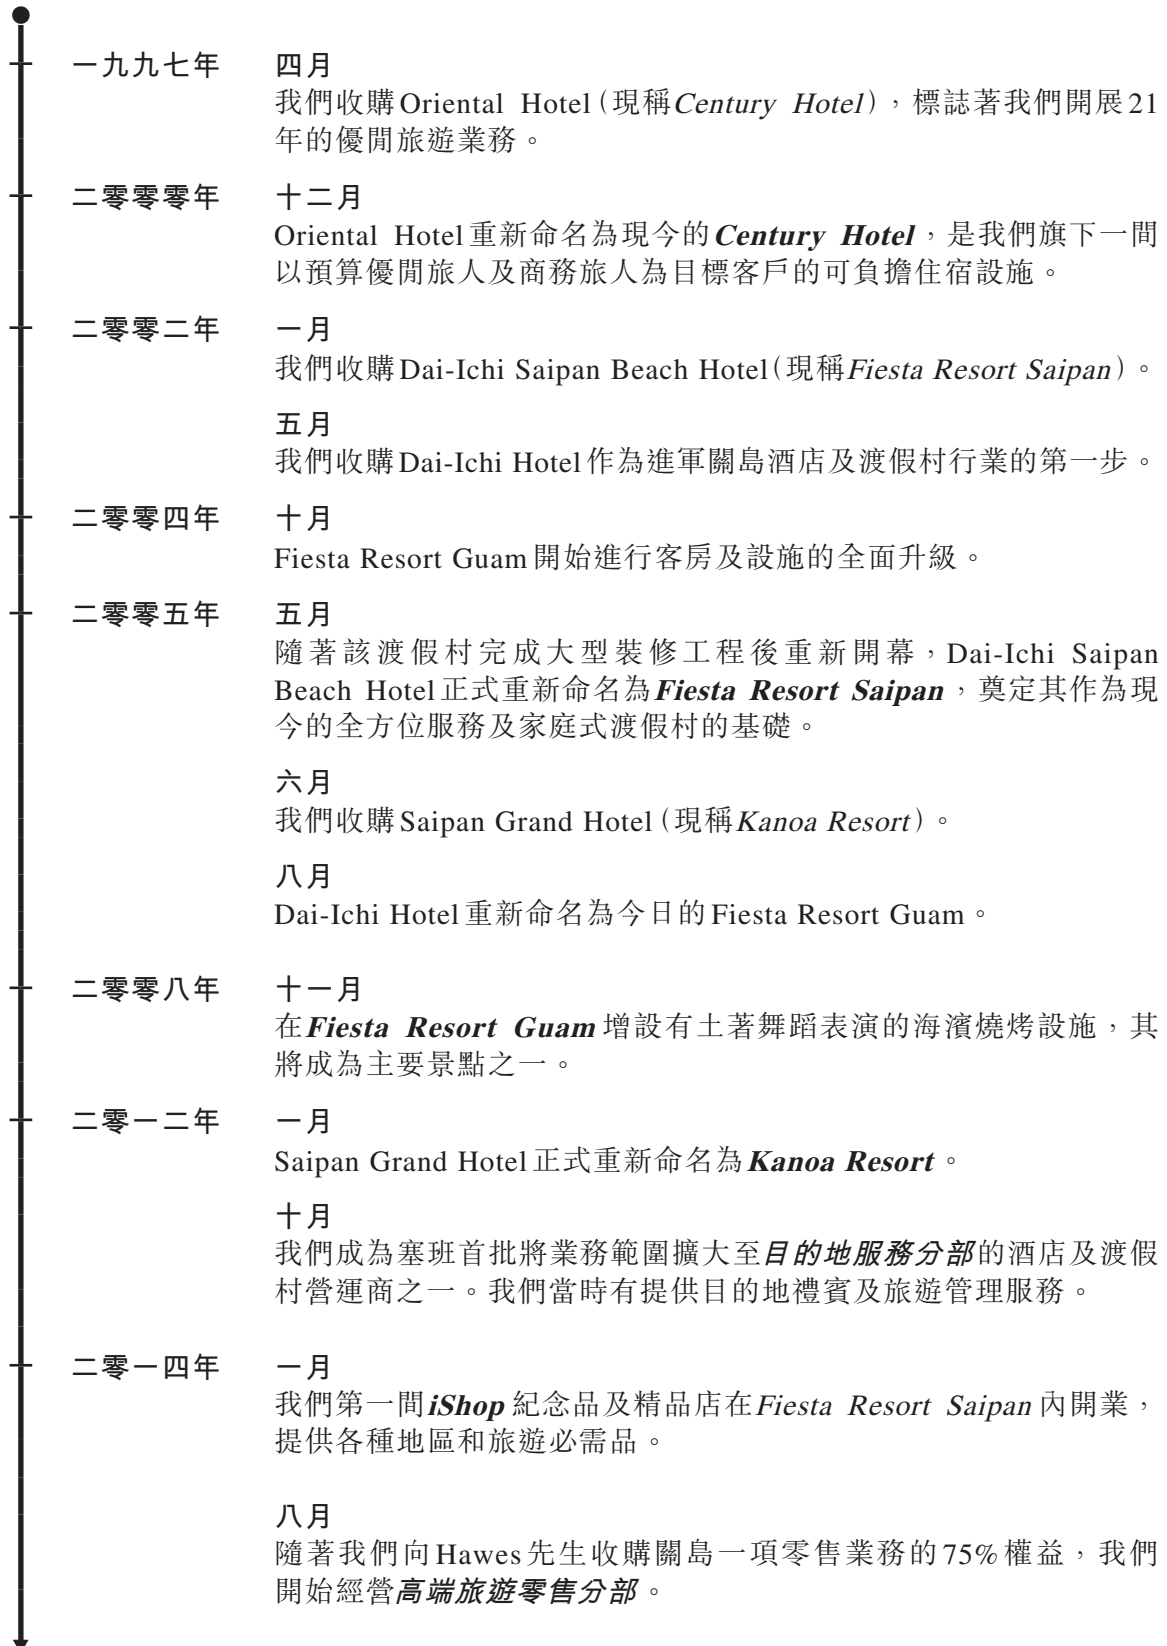 一九九七年 四月
我們收購Oriental Hotel（現稱Century Hotel），標誌著我們開展21
年的優閒旅遊業務。
二零零零年 十二月
Oriental Hotel重新命名為現今的Century Hotel，是我們旗下一間
以預算優閒旅人及商務旅人為目標客戶的可負擔住宿設施。
二零零二年 一月
我們收購Dai-Ichi Saipan Beach Hotel（現稱Fiesta Resort Saipan）。
五月
我們收購Dai-Ichi Hotel作為進軍關島酒店及渡假村行業的第一步。
二零零四年 十月
Fiesta Resort Guam開始進行客房及設施的全面升級。
二零零五年 五月
隨著該渡假村完成大型裝修工程後重新開幕，Dai-Ichi Saipan
Beach Hotel正式重新命名為Fiesta Resort Saipan，奠定其作為現
今的全方位服務及家庭式渡假村的基礎。
六月
我們收購Saipan Grand Hotel（現稱Kanoa Resort）。
八月
Dai-Ichi Hotel重新命名為今日的Fiesta Resort Guam。
二零零八年 十一月
在Fiesta Resort Guam增設有土著舞蹈表演的海濱燒烤設施，其
將成為主要景點之一。
二零一二年 一月
Saipan Grand Hotel正式重新命名為Kanoa Resort。
十月
我們成為塞班首批將業務範圍擴大至目的地服務分部的酒店及渡假
村營運商之一。我們當時有提供目的地禮賓及旅遊管理服務。
二零一四年 一月
我們第一間iShop紀念品及精品店在Fiesta Resort Saipan內開業，
提供各種地區和旅遊必需品。
八月
隨著我們向Hawes先生收購關島一項零售業務的75%權益，我們
開始經營高端旅遊零售分部。